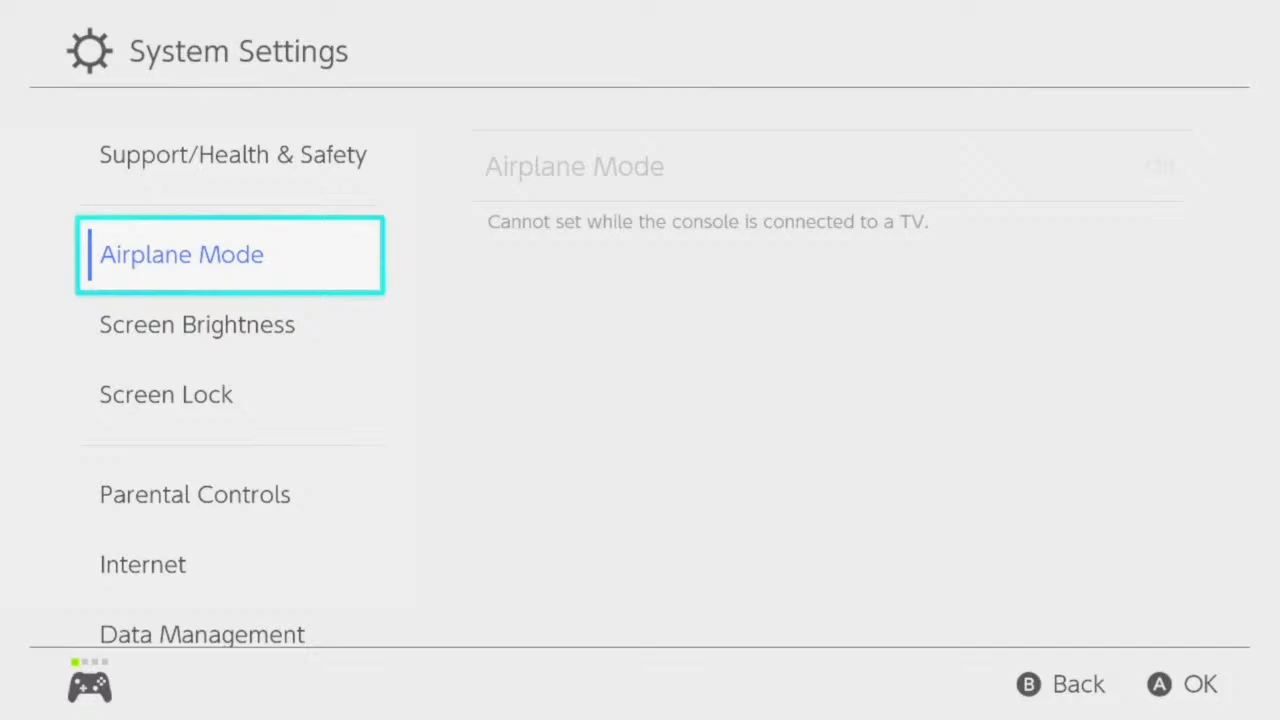 System Settings
Support/Health & Safety
Airplane Mode
Screen Brightness
Screen Lock
Parental Controls
Internet
Data Management
Airplane Mode
Cannot set while the console is connected to a TV.
B Back
A OK